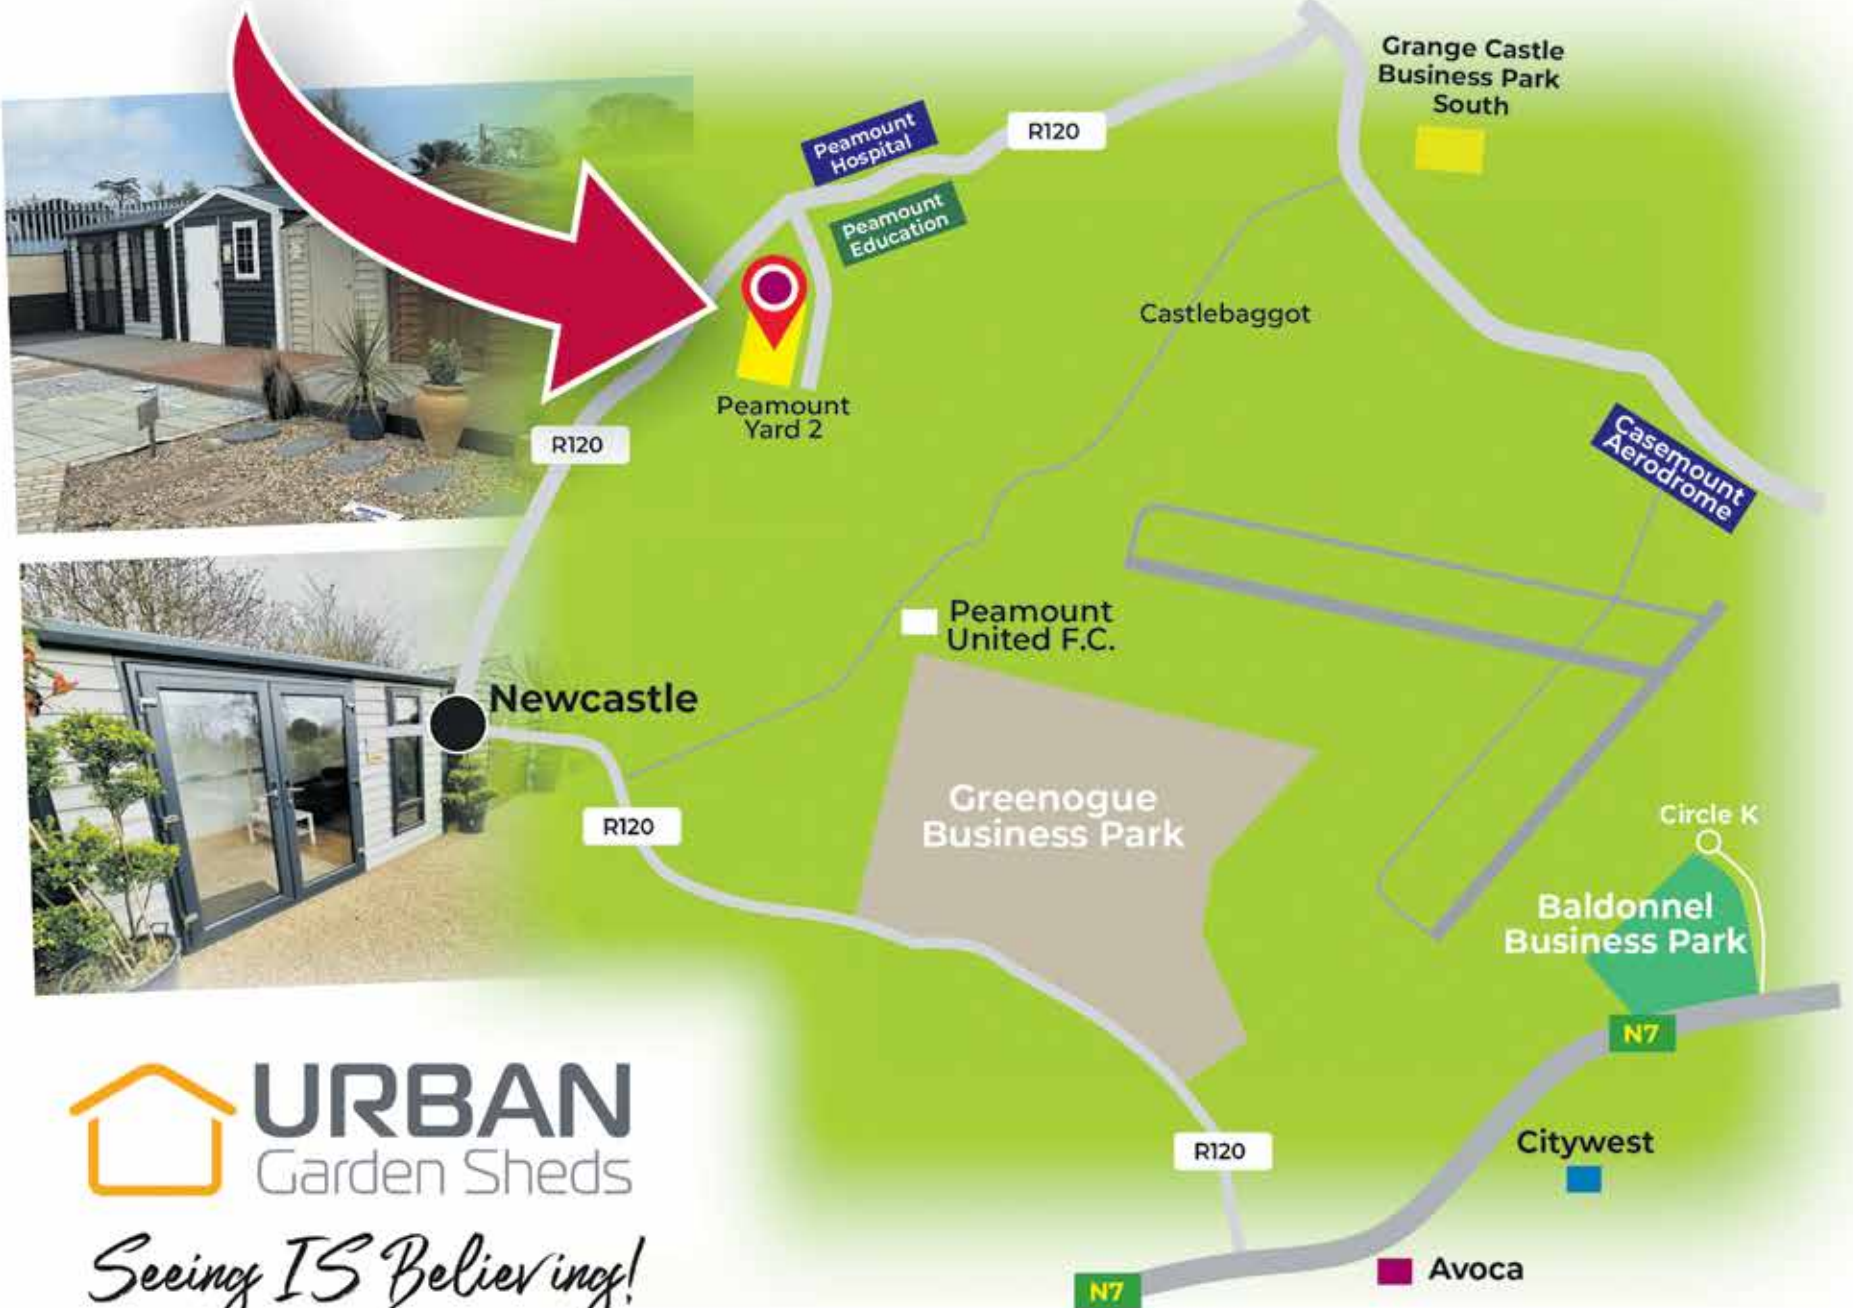 Grange Castle
Business Park
South
Peamount
Hospital
R120
Peamount
Education
Castlebaggot
Peamount
Yard 2
R120
Casemount
Aerodrome
Peamount
United F.C.
Newcastle
Greenogue
Business Park
R120
Circle K
Baldonnel
Business Park
N7
R120
Citywest
Avoca
N7
URBAN
Garden Sheds
Seeing IS Believing!